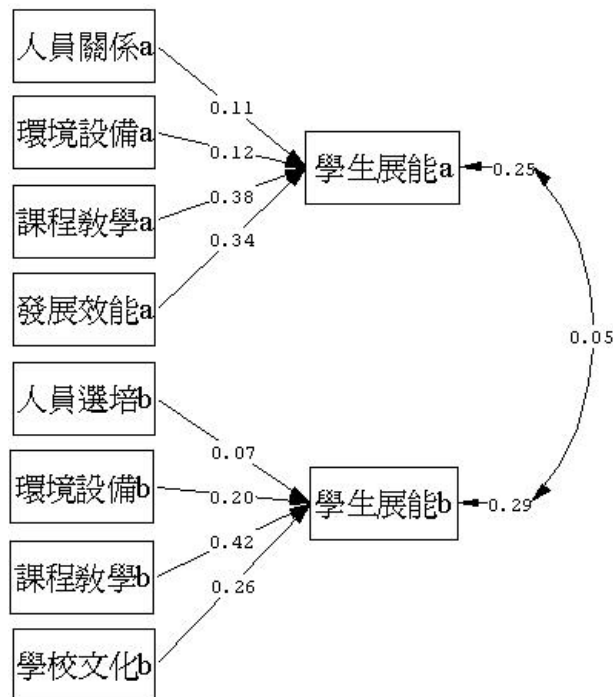 人員關係a
0.11
環境設備a
0.12
學生展能a
0.25
課程教學a
0.38
0.34
發展效能a
0.05
人員選培b
0.07
環境設備b
0.20
學生展能b
0.29
課程教學b
0.42
0.26
學校文化b